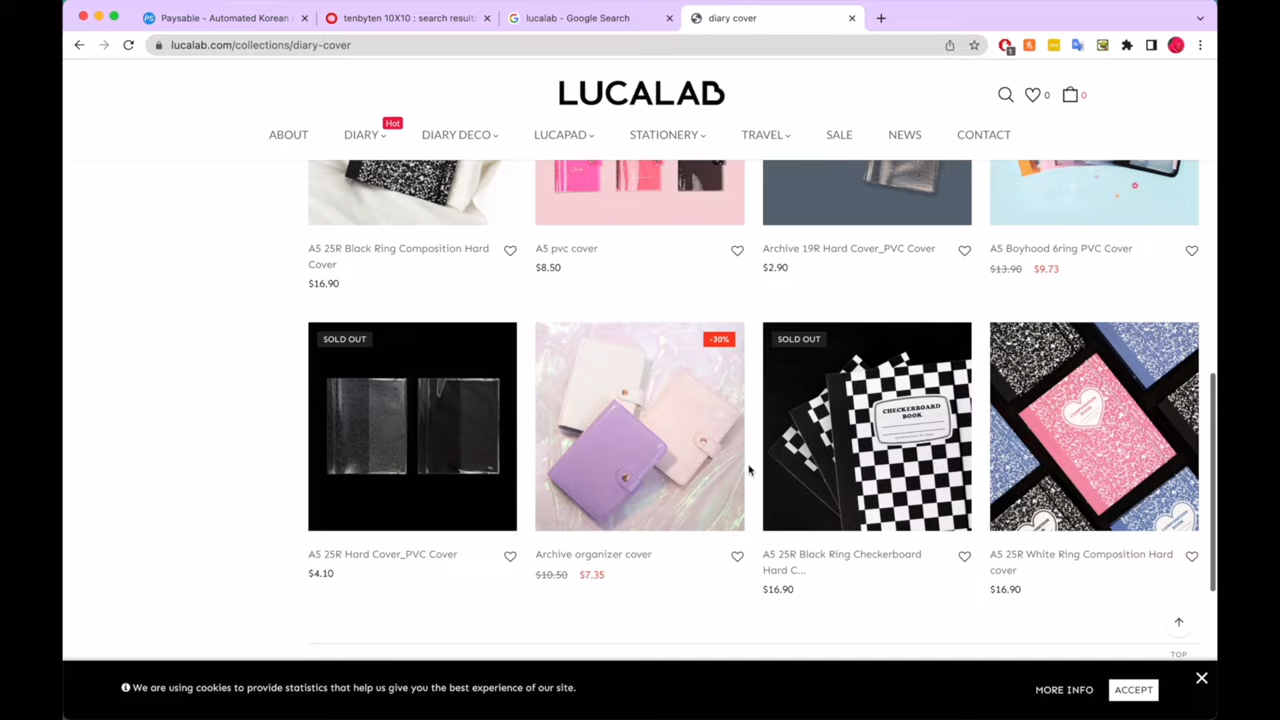 Paysable - Automated Korean
tenbyten 10X10 : search results
lucalab - Google Search
diary cover
lucalab.com/collections/diary-cover
1
LUCALAB
0
0
Hot
ABOUT
DIARY
DIARY DECO
LUCAPAD
STATIONERY
TRAVEL
SALE
NEWS
CONTACT
A5 25R Black Ring Composition Hard
Cover
$16.90
A5 pvc cover
$8.50
Archive 19R Hard Cover_PVC Cover
$2.90
A5 Boyhood 6ring PVC Cover
$13.90 $9.73
SOLD OUT
-30%
SOLD OUT
CHECKERBOARD
BOOK
A5 25R Hard Cover_PVC Cover
$4.10
Archive organizer cover
$10.50 $7.35
A5 25R Black Ring Checkerboard
Hard C...
$16.90
A5 25R White Ring Composition Hard
cover
$16.90
TOP
We are using cookies to provide statistics that help us give you the best experience of our site.
MORE INFO
ACCEPT